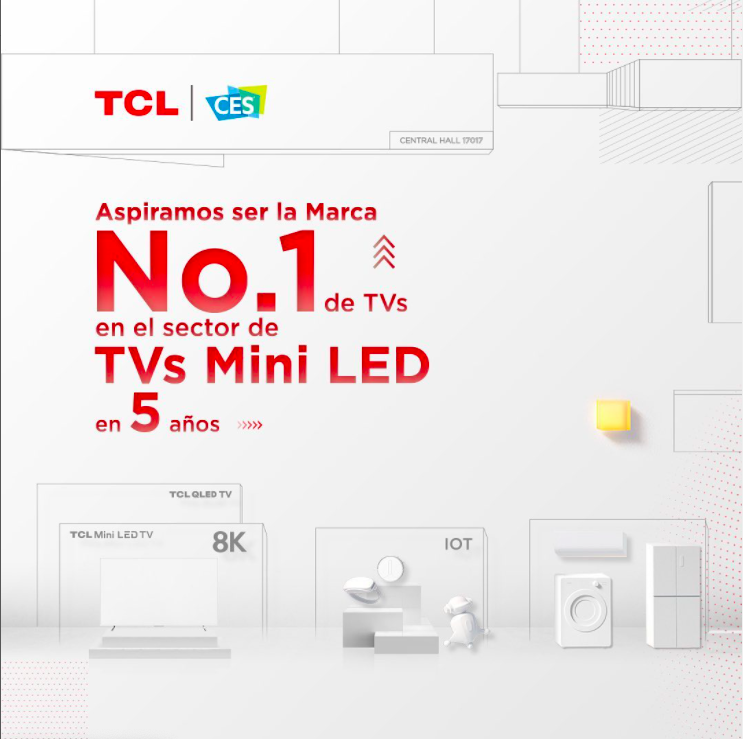 TCL | CES
CENTRAL HALL 17017
Aspiramos ser la Marca
No.1 de TVs
en el sector de
TVs Mini LED
en 5 años
TCL QLED TV
TCL Mini LED TV
8K
IOT